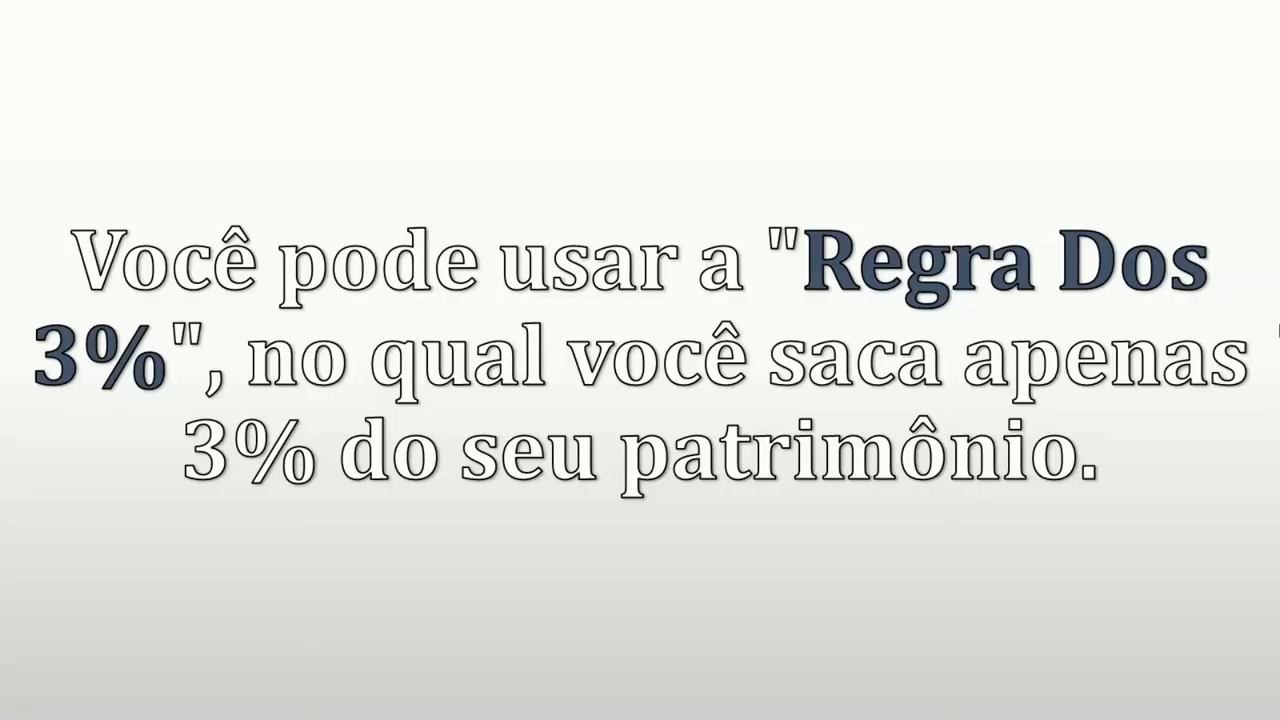 Você pode usar a "Regra Dos
3%", no qual você saca apenas
3% do seu patrimônio.